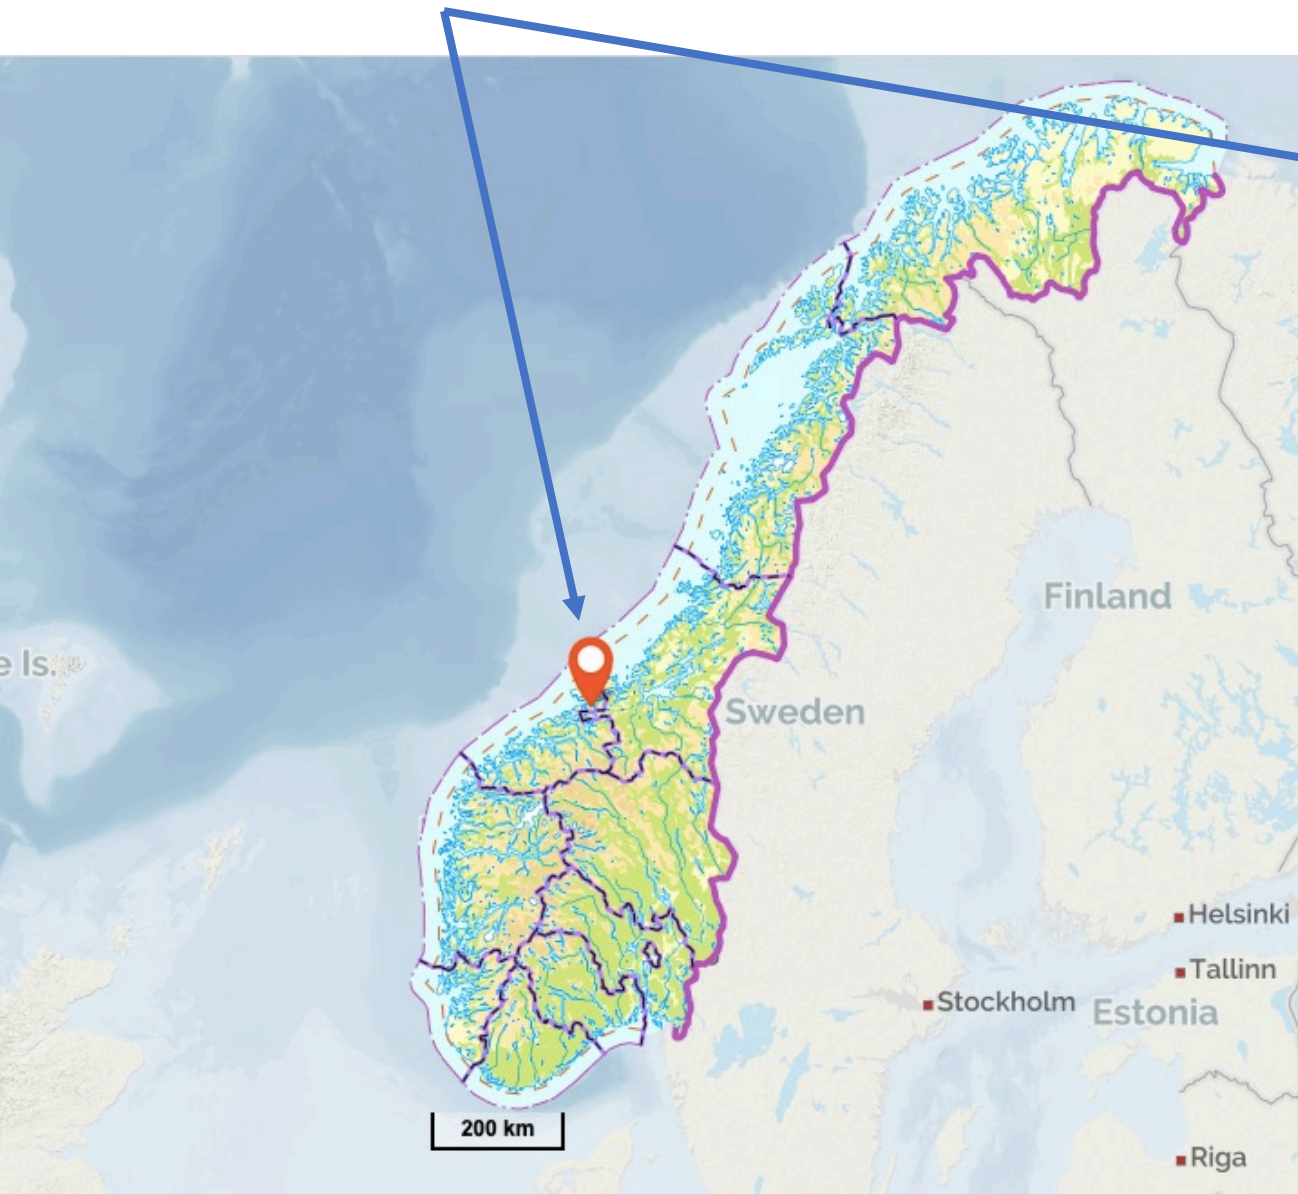 Finland
e Is.
Sweden
Helsinki
Tallinn
Stockholm
Estonia
200 km
Riga